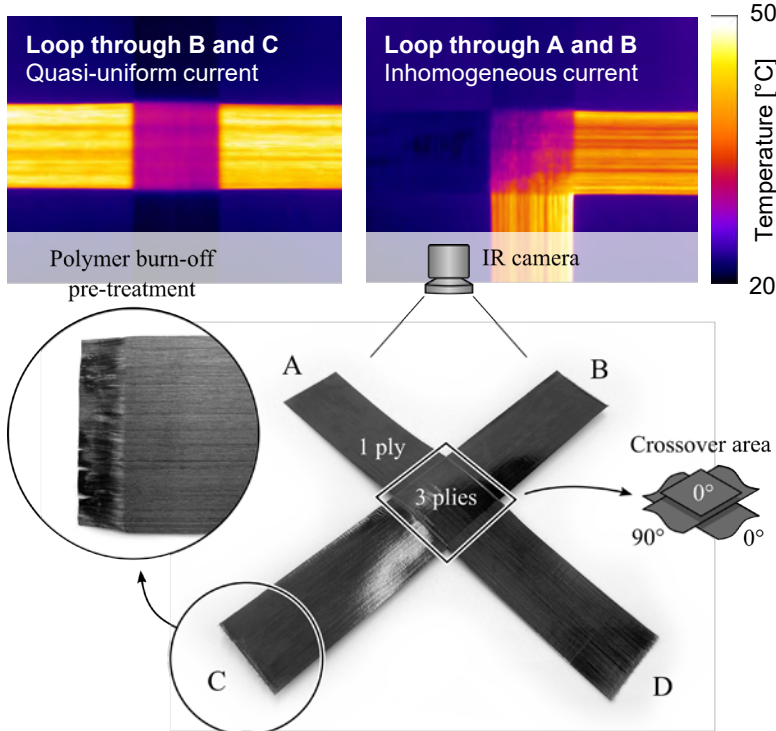 Loop through B and C
Quasi-uniform current
Loop through A and B
Inhomogeneous current
50
Temperature [°C]
20
Polymer burn-off
pre-treatment
IR camera
A
B
1 ply
3 plies
Crossover area
0°
90°
0°
C
D